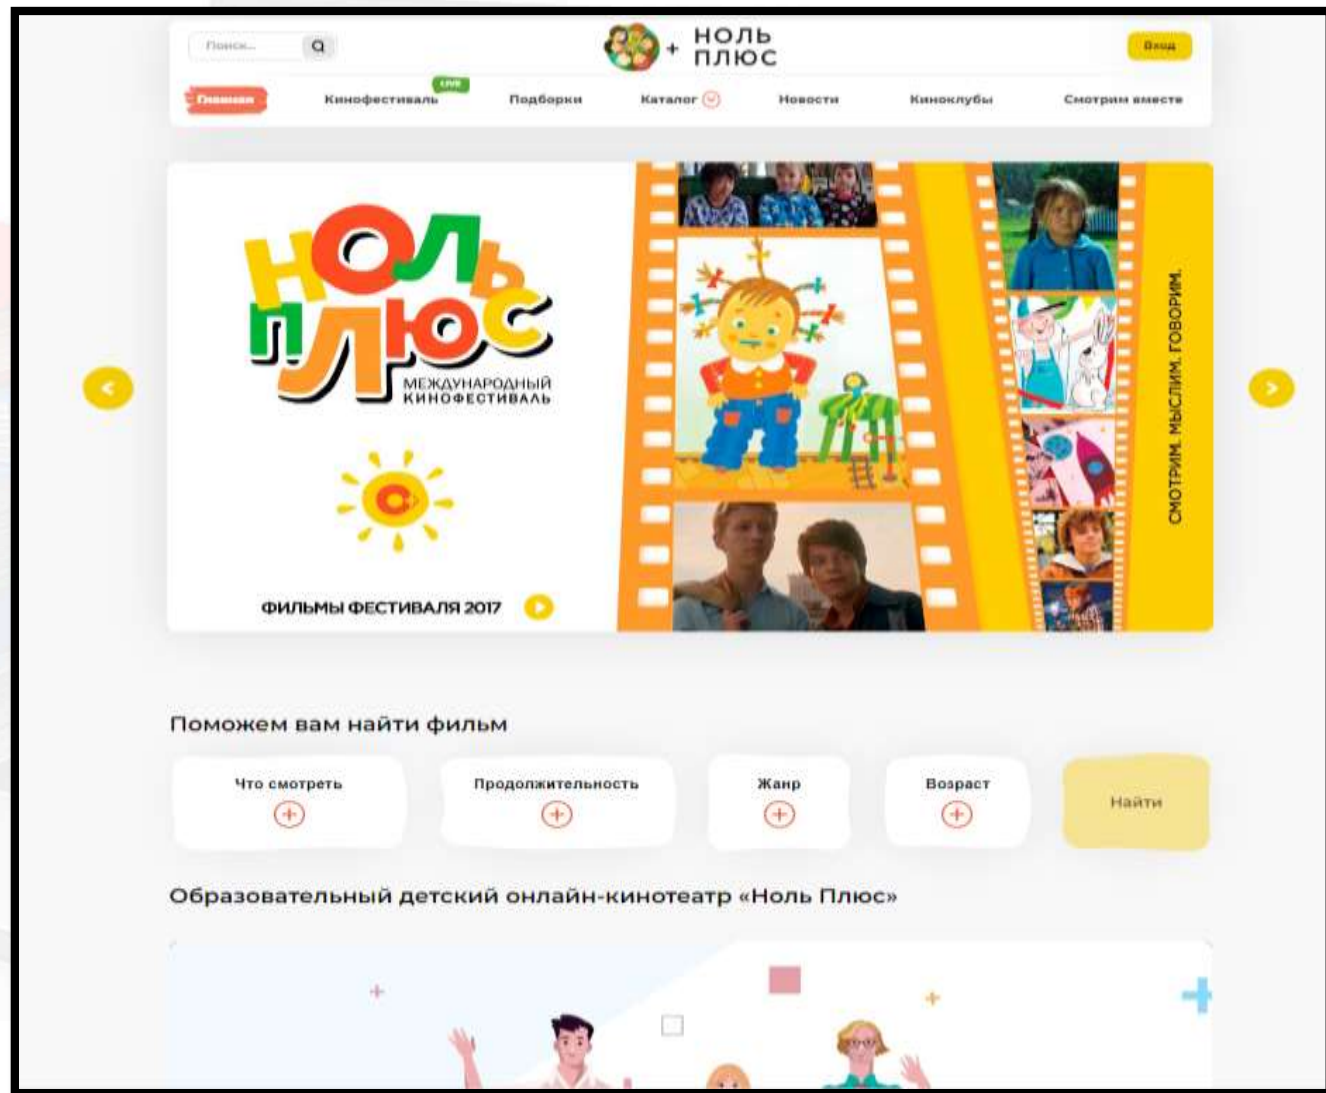 Поиск...
НОЛЬ
ПЛЮС
Вход
LIVE
Главная
Кинофестиваль
Подборки
Каталог
Новости
Киноклубы
Смотрим вместе
НОЛЬ
ПЛЮС
МЕЖДУНАРОДНЫЙ
КИНОФЕСТИВАЛЬ
ФИЛЬМЫ ФЕСТИВАЛЯ 2017
СМОТРИМ. МЫСЛИМ. ГОВОРИМ.
Поможем вам найти фильм
Что смотреть
Продолжительность
Жанр
Возраст
Найти
Образовательный детский онлайн-кинотеатр «Ноль Плюс»